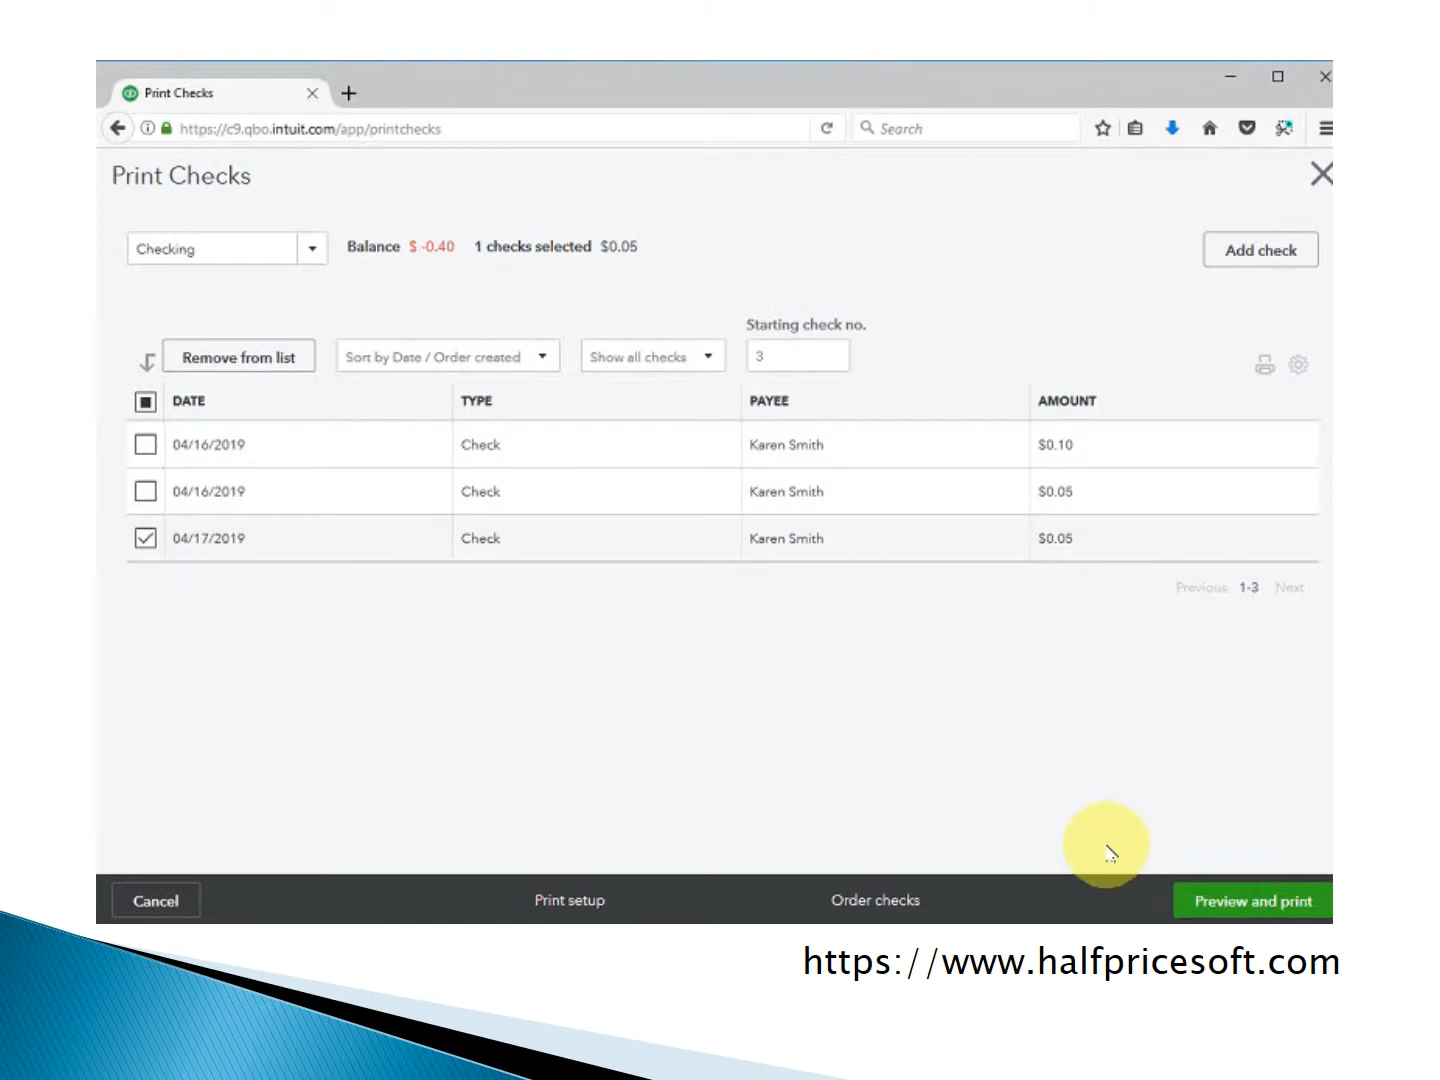 Print Checks
https://c9.qbo.intuit.com/app/printchecks
Search
Print Checks
Checking
Balance $ -0.40 1 checks selected $0.05
Add check
Starting check no.
Remove from list
Sort by Date / Order created
Show all checks
3
DATE TYPE PAYEE AMOUNT
04/16/2019 Check Karen Smith $0.10
04/16/2019 Check Karen Smith $0.05
04/17/2019 Check Karen Smith $0.05
Previous 1-3 Next
Cancel Print setup Order checks Preview and print
https://www.halfpricesoft.com